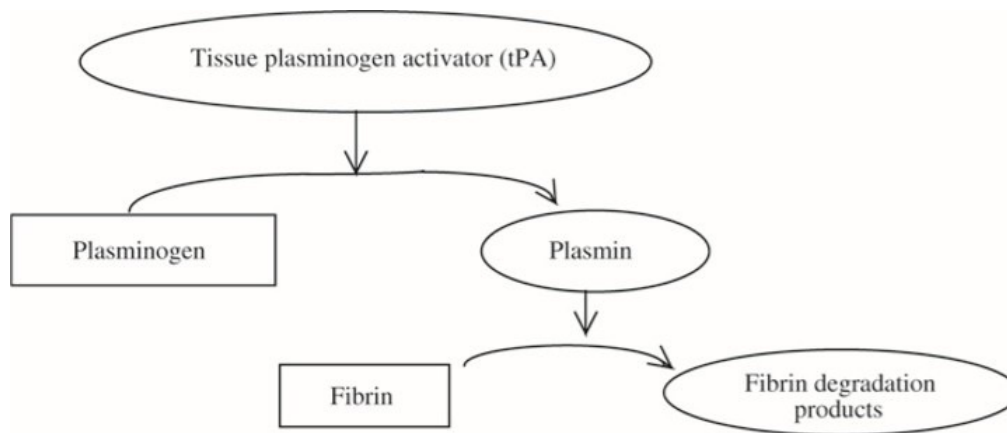 Tissue plasminogen activator (tPA)
Plasminogen
Plasmin
Fibrin
Fibrin degradation
products